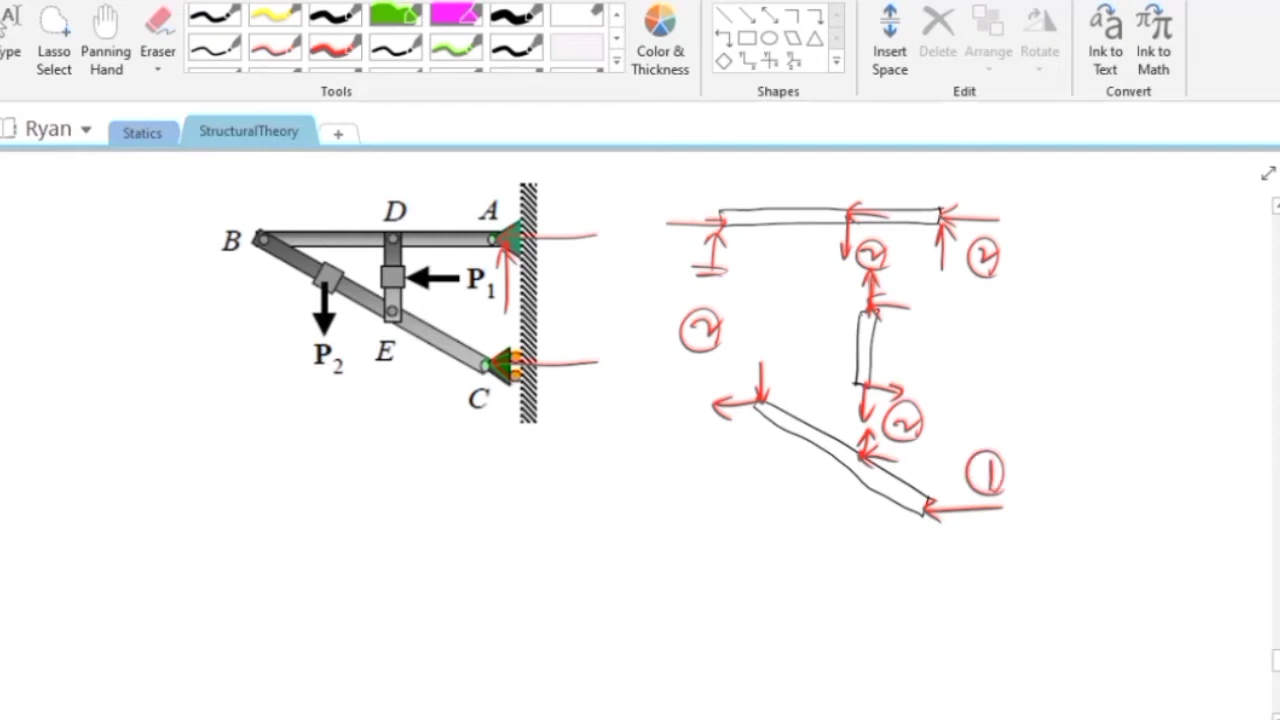 Type
Lasso
Select
Panning
Hand
Eraser
Color &
Thickness
Insert
Space
Delete
Arrange
Rotate
Ink to
Text
Ink to
Math
Tools
Shapes
Edit
Convert
Ryan
Statics
StructuralTheory
+
D
A
B
P1
P2
E
C
2
2
2
2
1